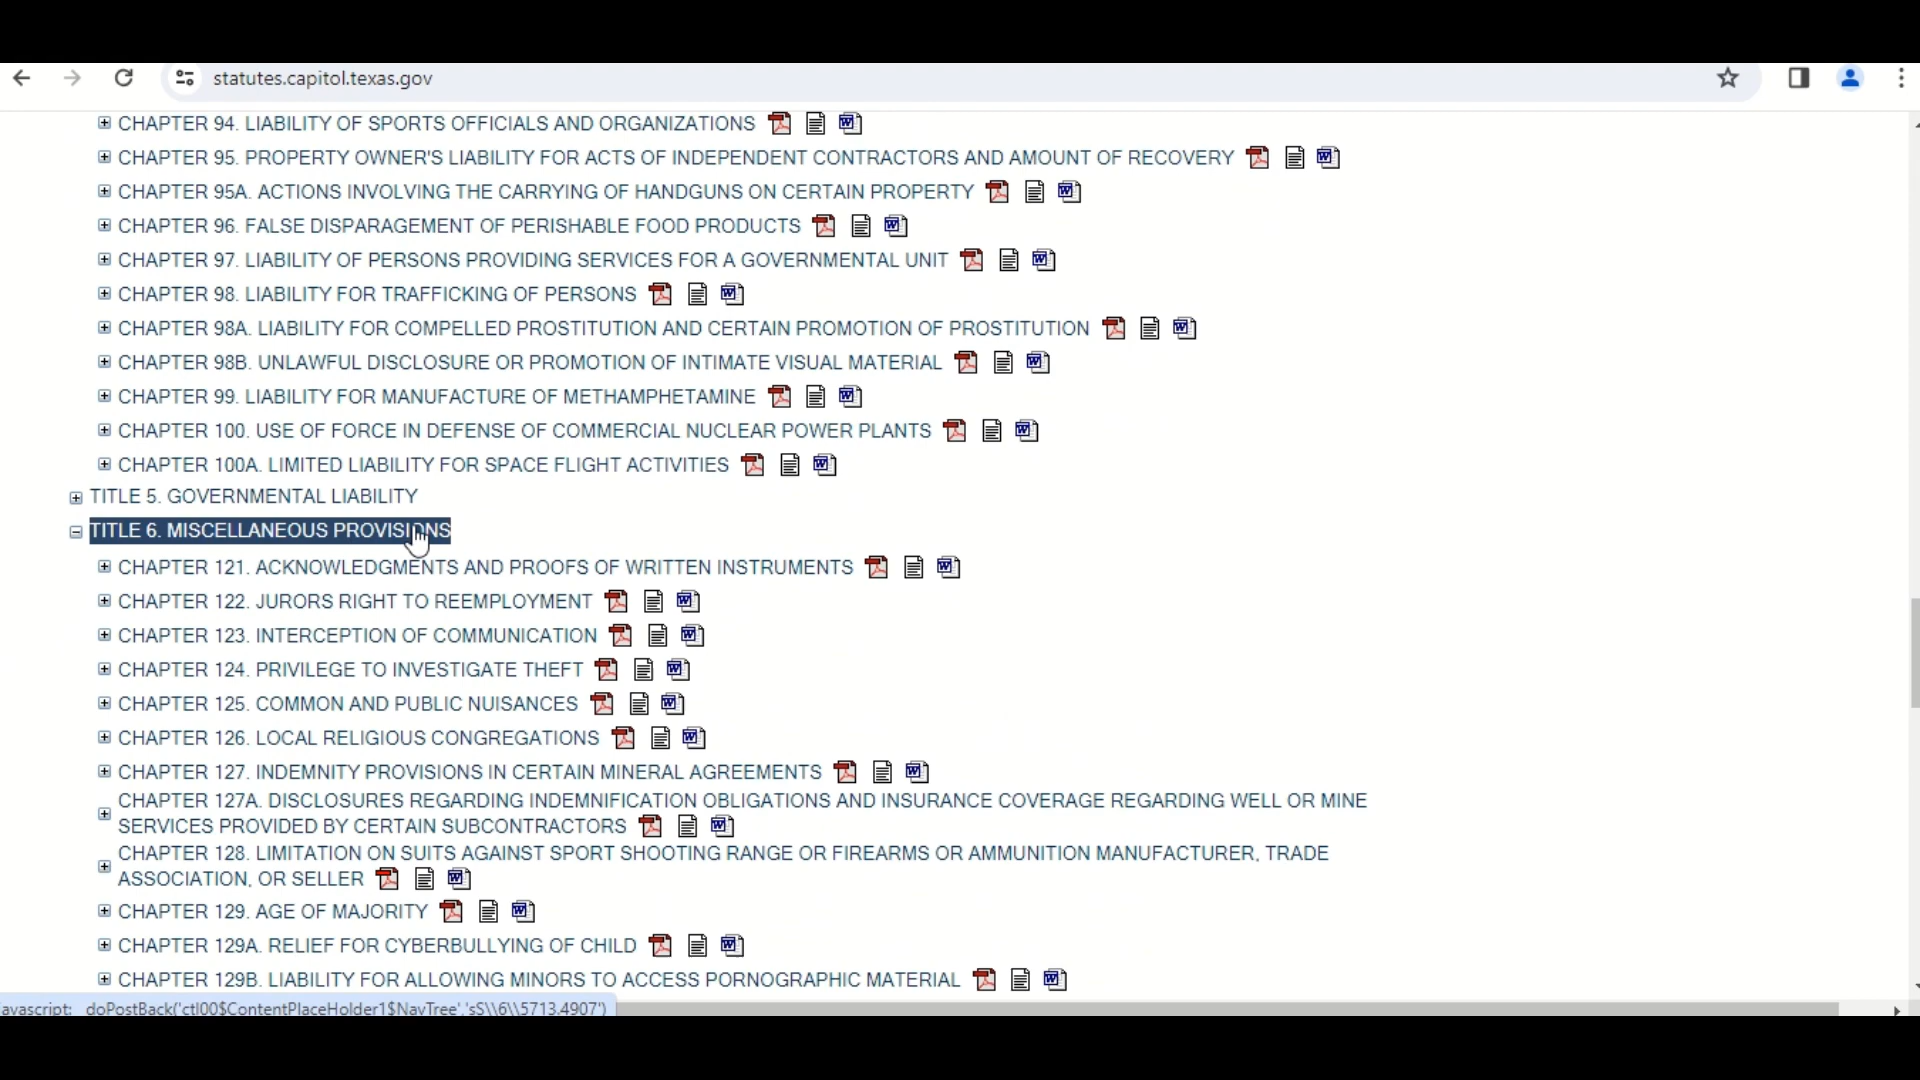 statutes.capitol.texas.gov
CHAPTER 94. LIABILITY OF SPORTS OFFICIALS AND ORGANIZATIONS
CHAPTER 95. PROPERTY OWNER'S LIABILITY FOR ACTS OF INDEPENDENT CONTRACTORS AND AMOUNT OF RECOVERY
CHAPTER 95A. ACTIONS INVOLVING THE CARRYING OF HANDGUNS ON CERTAIN PROPERTY
CHAPTER 96. FALSE DISPARAGEMENT OF PERISHABLE FOOD PRODUCTS
CHAPTER 97. LIABILITY OF PERSONS PROVIDING SERVICES FOR A GOVERNMENTAL UNIT
CHAPTER 98. LIABILITY FOR TRAFFICKING OF PERSONS
CHAPTER 98A. LIABILITY FOR COMPELLED PROSTITUTION AND CERTAIN PROMOTION OF PROSTITUTION
CHAPTER 98B. UNLAWFUL DISCLOSURE OR PROMOTION OF INTIMATE VISUAL MATERIAL
CHAPTER 99. LIABILITY FOR MANUFACTURE OF METHAMPHETAMINE
CHAPTER 100. USE OF FORCE IN DEFENSE OF COMMERCIAL NUCLEAR POWER PLANTS
CHAPTER 100A. LIMITED LIABILITY FOR SPACE FLIGHT ACTIVITIES
TITLE 5. GOVERNMENTAL LIABILITY
TITLE 6. MISCELLANEOUS PROVISIONS
CHAPTER 121. ACKNOWLEDGMENTS AND PROOFS OF WRITTEN INSTRUMENTS
CHAPTER 122. JURORS RIGHT TO REEMPLOYMENT
CHAPTER 123. INTERCEPTION OF COMMUNICATION
CHAPTER 124. PRIVILEGE TO INVESTIGATE THEFT
CHAPTER 125. COMMON AND PUBLIC NUISANCES
CHAPTER 126. LOCAL RELIGIOUS CONGREGATIONS
CHAPTER 127. INDEMNITY PROVISIONS IN CERTAIN MINERAL AGREEMENTS
CHAPTER 127A. DISCLOSURES REGARDING INDEMNIFICATION OBLIGATIONS AND INSURANCE COVERAGE REGARDING WELL OR MINE
SERVICES PROVIDED BY CERTAIN SUBCONTRACTORS
CHAPTER 128. LIMITATION ON SUITS AGAINST SPORT SHOOTING RANGE OR FIREARMS OR AMMUNITION MANUFACTURER, TRADE
ASSOCIATION, OR SELLER
CHAPTER 129. AGE OF MAJORITY
CHAPTER 129A. RELIEF FOR CYBERBULLYING OF CHILD
CHAPTER 129B. LIABILITY FOR ALLOWING MINORS TO ACCESS PORNOGRAPHIC MATERIAL
avascript:__doPostBack('ctl00$ContentPlaceHolder1$NavTree','sS\\6\\5713.4907')